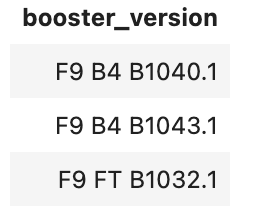 booster_version
F9 B4 B1040.1
F9 B4 B1043.1
F9 FT B1032.1